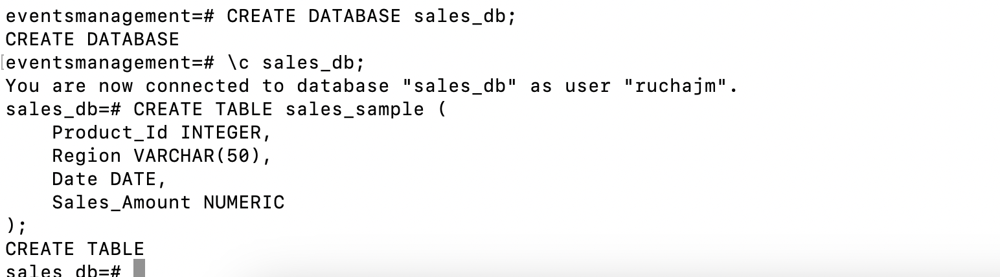 eventsmanagement=# CREATE DATABASE sales_db;
CREATE DATABASE
[eventsmanagement=# \c sales_db;
You are now connected to database "sales_db" as user "ruchajm".
sales_db=# CREATE TABLE sales_sample (
    Product_Id INTEGER,
    Region VARCHAR(50),
    Date DATE,
    Sales_Amount NUMERIC
);
CREATE TABLE
sales_db=#